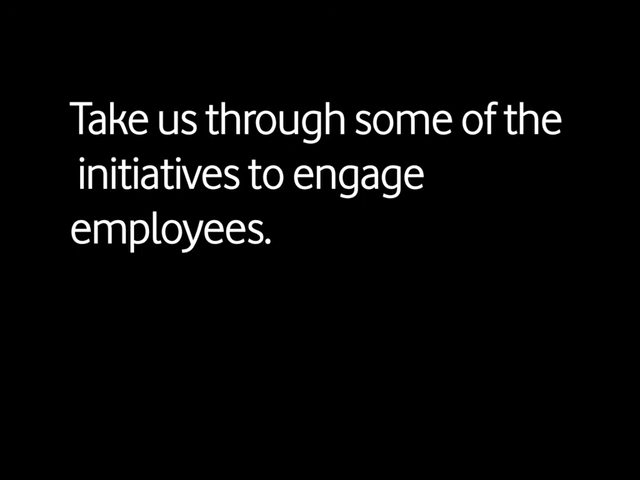 Take us through some of the
initiatives to engage
employees.